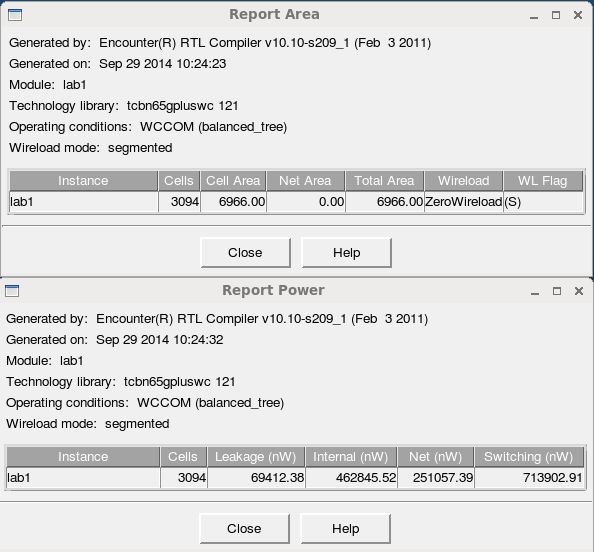 Report Area
Generated by: Encounter(R) RTL Compiler v10.10-s209_1 (Feb 3 2011)
Generated on: Sep 29 2014 10:24:23
Module: lab1
Technology library: tcbn65gpluswc 121
Operating conditions: WCCOM (balanced_tree)
Wireload mode: segmented
Instance Cells Cell Area Net Area Total Area Wireload WL Flag
lab1 3094 6966.00 0.00 6966.00 ZeroWireload (S)
Close Help
Report Power
Generated by: Encounter(R) RTL Compiler v10.10-s209_1 (Feb 3 2011)
Generated on: Sep 29 2014 10:24:32
Module: lab1
Technology library: tcbn65gpluswc 121
Operating conditions: WCCOM (balanced_tree)
Wireload mode: segmented
Instance Cells Leakage (nW) Internal (nW) Net (nW) Switching (nW)
lab1 3094 69412.38 462845.52 251057.39 713902.91
Close Help